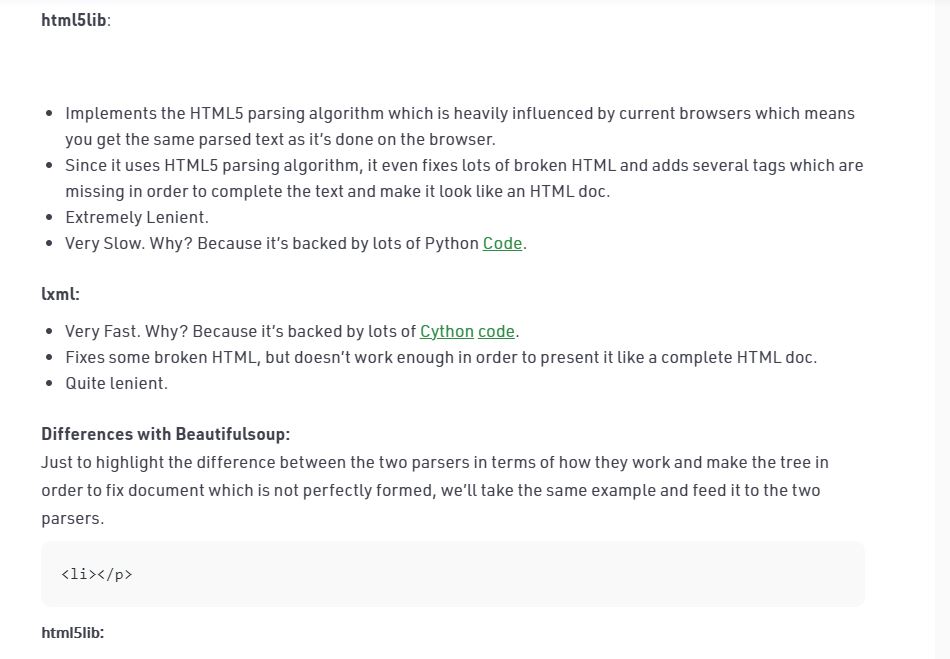 html5lib:
• Implements the HTML5 parsing algorithm which is heavily influenced by current browsers which means
you get the same parsed text as it’s done on the browser.
• Since it uses HTML5 parsing algorithm, it even fixes lots of broken HTML and adds several tags which are
missing in order to complete the text and make it look like an HTML doc.
• Extremely Lenient.
• Very Slow. Why? Because it’s backed by lots of Python Code.
lxml:
• Very Fast. Why? Because it’s backed by lots of Cython code.
• Fixes some broken HTML, but doesn’t work enough in order to present it like a complete HTML doc.
• Quite lenient.
Differences with Beautifulsoup:
Just to highlight the difference between the two parsers in terms of how they work and make the tree in
order to fix document which is not perfectly formed, we’ll take the same example and feed it to the two
parsers.
<li></p>
html5lib: